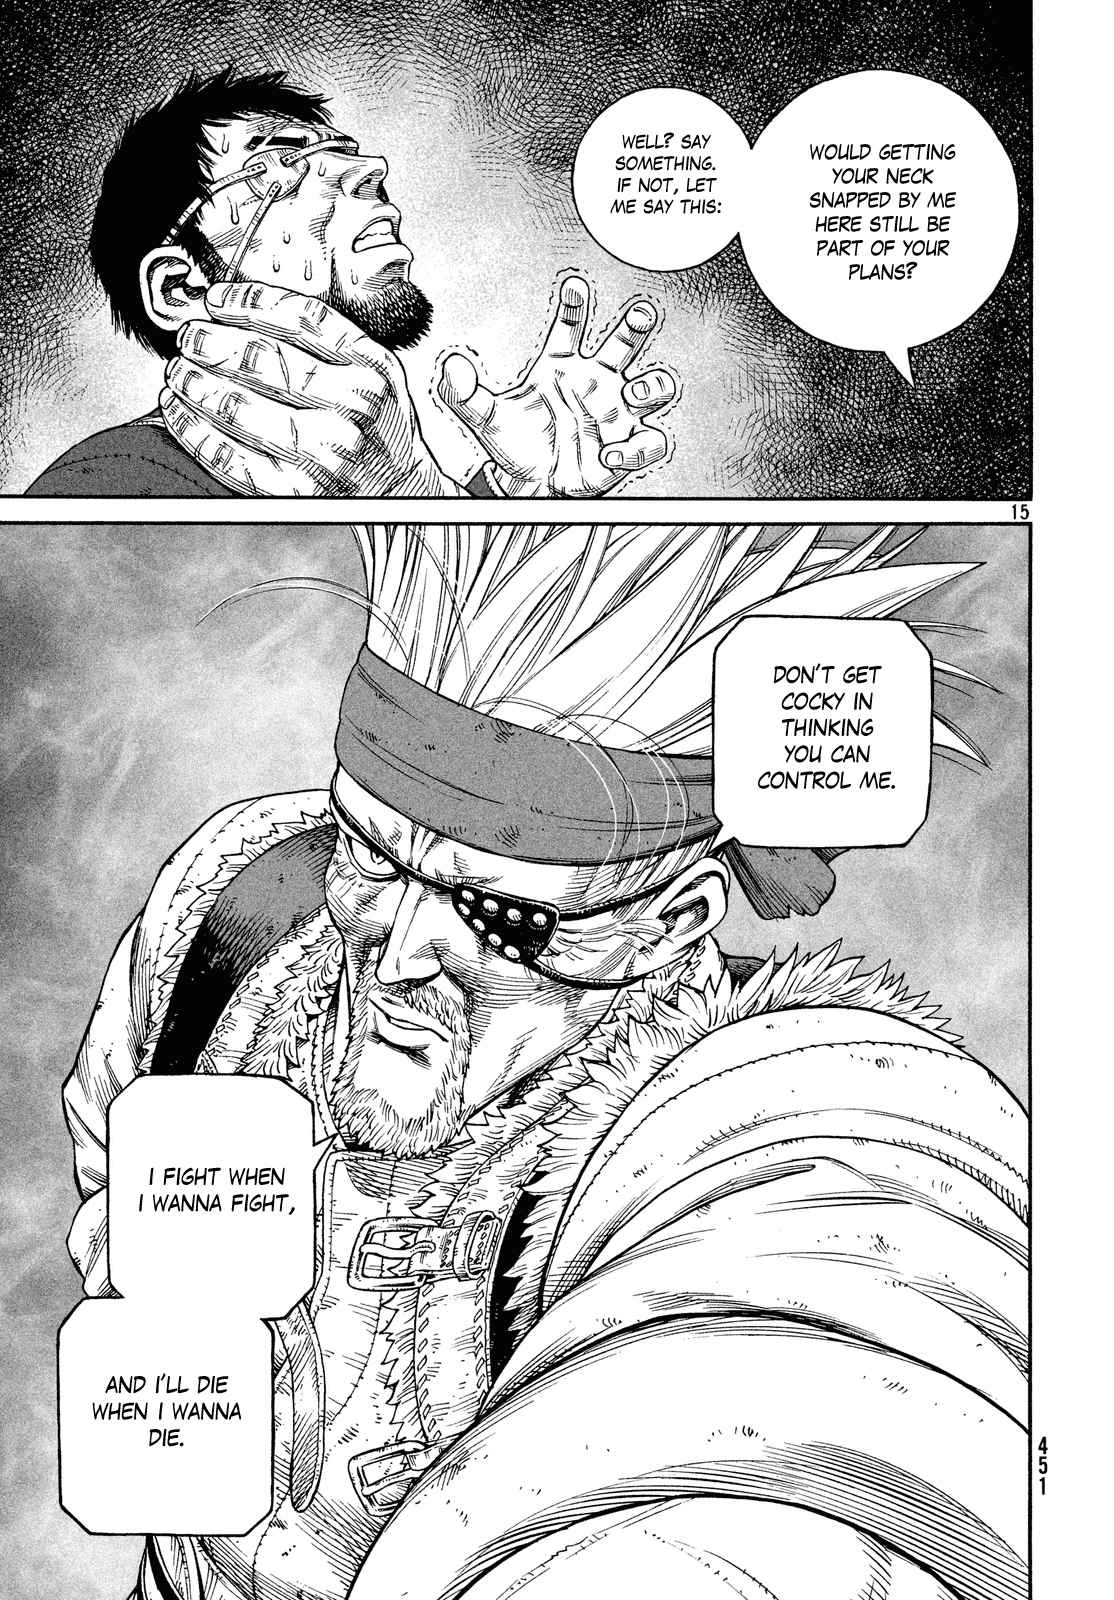 WELL? SAY
SOMETHING.
IF NOT, LET
ME SAY THIS:
WOULD GETTING
YOUR NECK
SNAPPED BY ME
HERE STILL BE
PART OF YOUR
PLANS?
15
DON'T GET
COCKY IN
THINKING
YOU CAN
CONTROL ME.
I FIGHT WHEN
I WANNA FIGHT,
AND I'LL DIE
WHEN I WANNA
DIE.
451